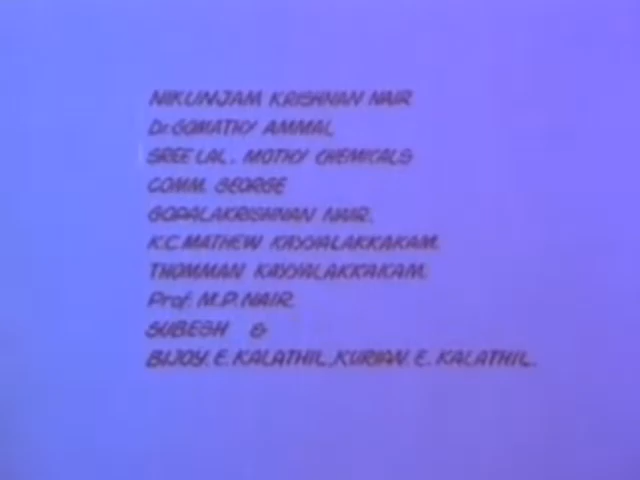 NIKUNJAM KRISHNAN NAIR
Dr. GOMATHY AMMAL
SREE LAL. MOTHY CHEMICALS
COMM. GEORGE
GOPALAKRISHNAN NAIR.
K.C. MATHEW KAYYALAKKAKAM.
THOMMAN KAYYALAKKAKAM.
Prof. M.P. NAIR
SUBESH &
BIJOY. E. KALATHIL, KURIAN. E. KALATHIL.